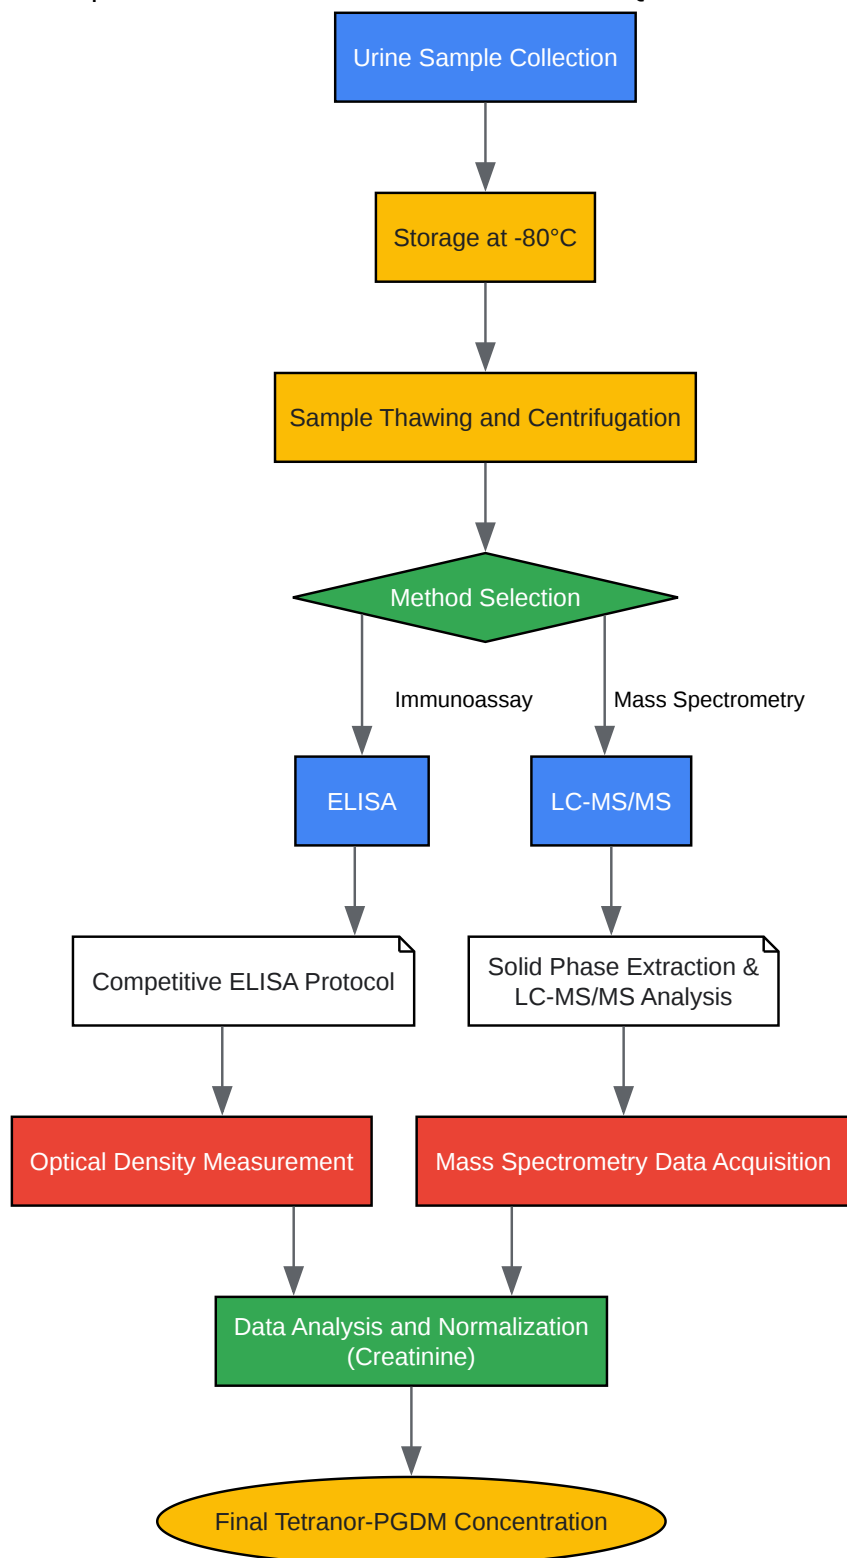 Urine Sample Collection
Storage at -80°C
Sample Thawing and Centrifugation
Method Selection
Immunoassay
Mass Spectrometry
ELISA
LC-MS/MS
Competitive ELISA Protocol
Solid Phase Extraction &
LC-MS/MS Analysis
Optical Density Measurement
Mass Spectrometry Data Acquisition
Data Analysis and Normalization
(Creatinine)
Final Tetranor-PGDM Concentration